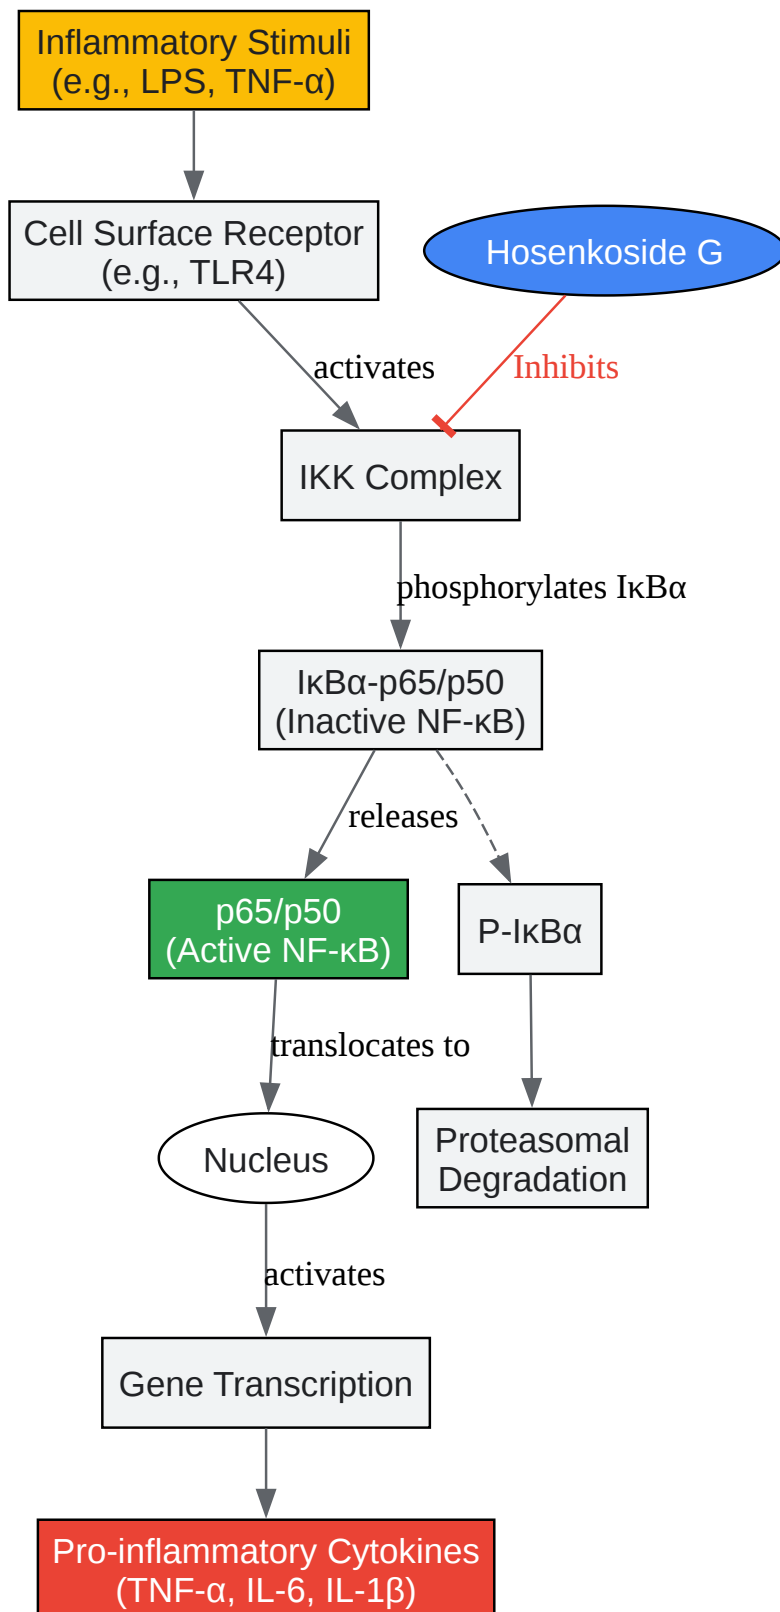 Inflammatory Stimuli
(e.g., LPS, TNF-α)
Cell Surface Receptor
(e.g., TLR4)
Hosenkoside G
activates
Inhibits
IKK Complex
phosphorylates IκBα
IκBα-p65/p50
(Inactive NF-κB)
releases
p65/p50
(Active NF-κB)
P-IκBα
translocates to
Nucleus
Proteasomal
Degradation
activates
Gene Transcription
Pro-inflammatory Cytokines
(TNF-α, IL-6, IL-1β)